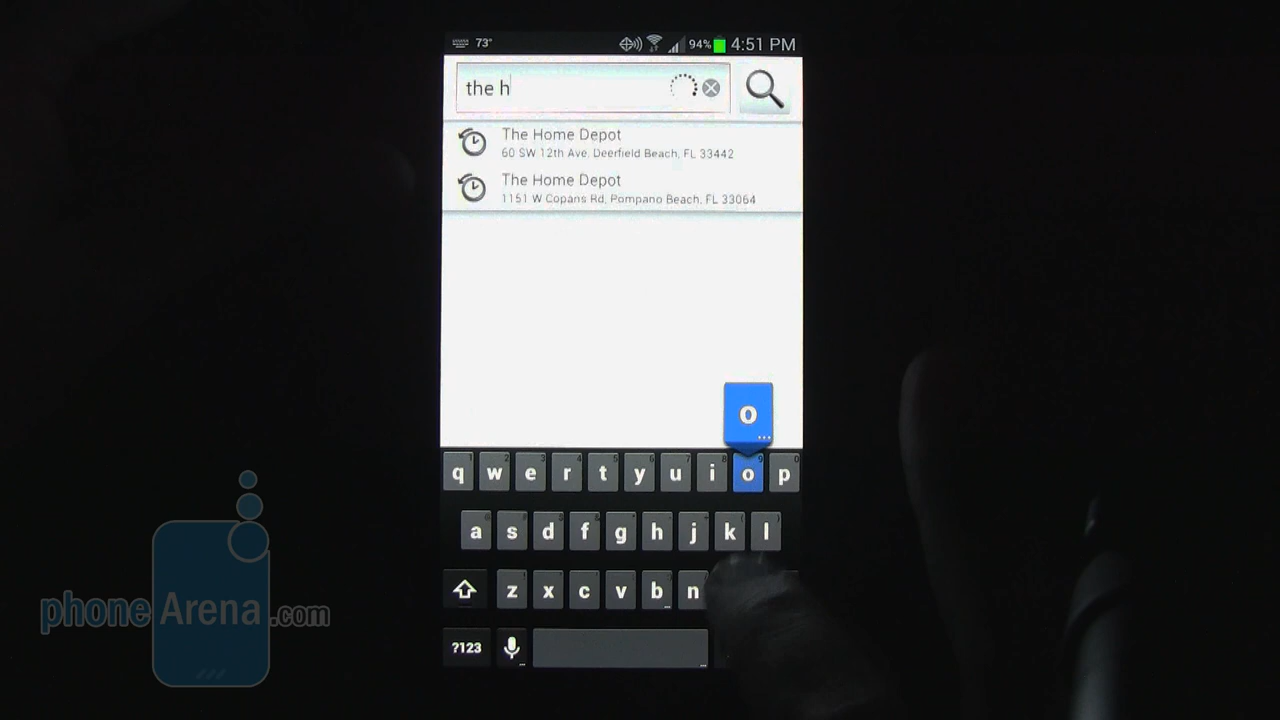 73°
94% 4:51 PM
the h
The Home Depot
60 SW 12th Ave, Deerfield Beach, FL 33442
The Home Depot
1151 W Copans Rd, Pompano Beach, FL 33064
o
q w e r t y u i o p
a s d f g h j k l
z x c v b n
?123
phoneArena.com